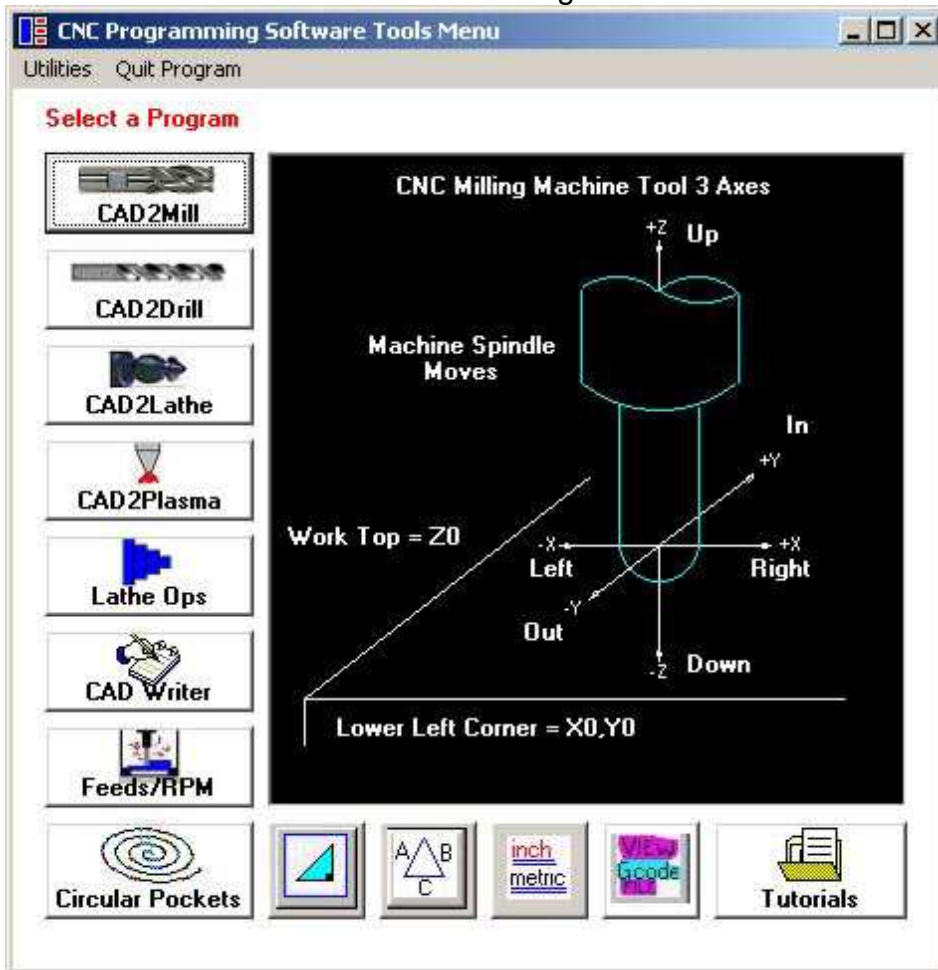 CNC Programming Software Tools Menu
Utilities Quit Program
Select a Program
CAD2Mill
CAD2Drill
CAD2Lathe
CAD2Plasma
Lathe Ops
CAD Writer
Feeds/RPM
Circular Pockets
CNC Milling Machine Tool 3 Axes
+Z Up
Machine Spindle
Moves
In
+Y
Work Top = Z0
-X +X
Left Right
-Y
Out
-Z Down
Lower Left Corner = X0,Y0
A B
C
inch
metric
VIEW
Gcode
FILE
Tutorials